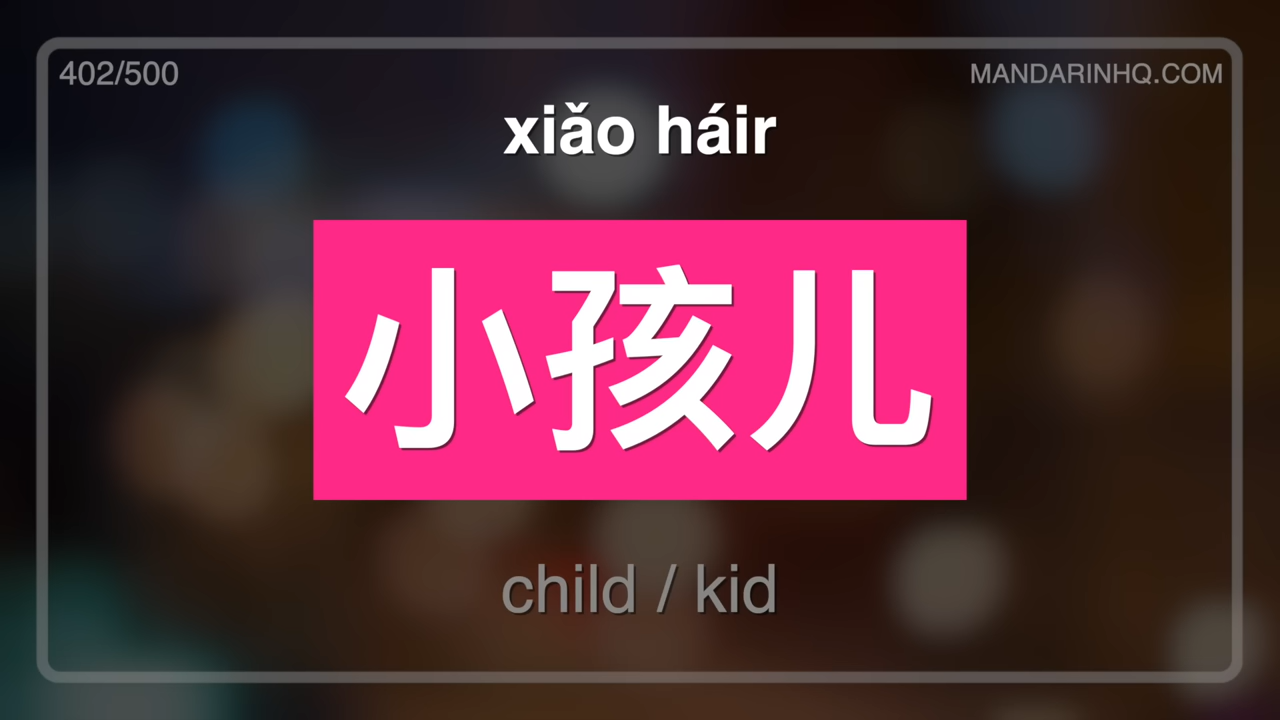 402/500
MANDARINHQ.COM
xiǎo háir
小孩儿
child / kid